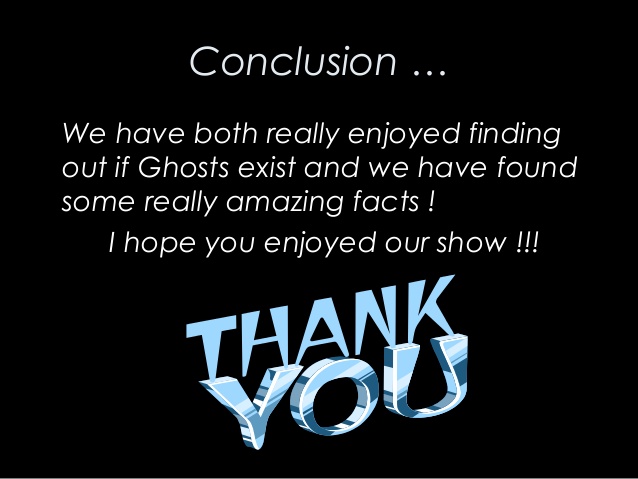 Conclusion …
We have both really enjoyed finding
out if Ghosts exist and we have found
some really amazing facts !
I hope you enjoyed our show !!!
THANK
YOU